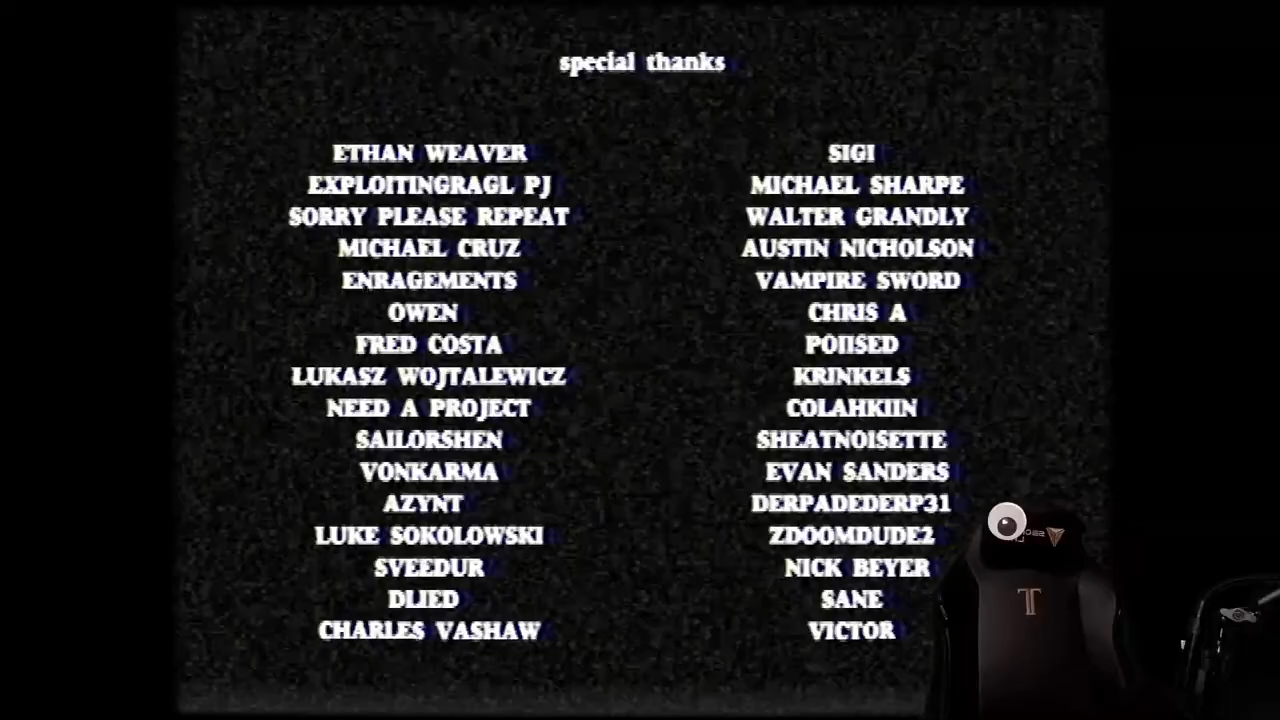 special thanks
ETHAN WEAVER
EXPLOITINGRAGL PJ
SORRY PLEASE REPEAT
MICHAEL CRUZ
ENRAGEMENTS
OWEN
FRED COSTA
ŁUKASZ WOJTALEWICZ
NEED A PROJECT
SAILORSHEN
VONKARMA
AZYNT
LUKE SOKOLOWSKI
SVEEDUR
DLIED
CHARLES VASHAW
SIGI
MICHAEL SHARPE
WALTER GRANDLY
AUSTIN NICHOLSON
VAMPIRE SWORD
CHRIS A
POIISED
KRINKELS
COLAHKIIN
SHEATNOISETTE
EVAN SANDERS
DERPADEDERP31
ZDOOMDUDE2
NICK BEYER
SANE
VICTOR
T